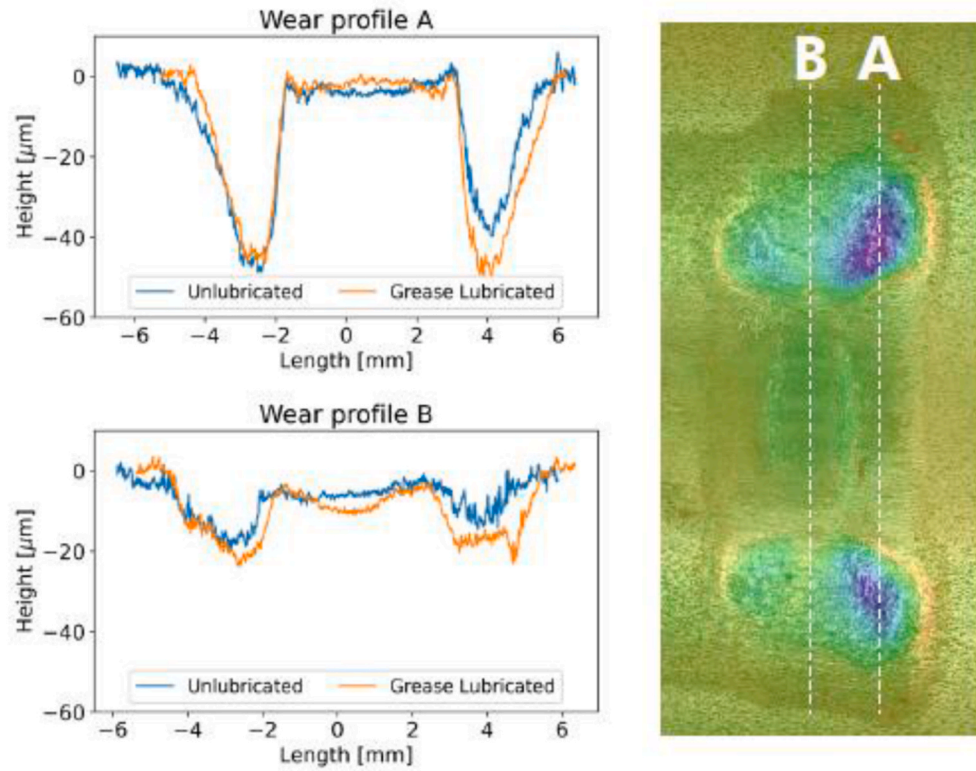 Wear profile A
0
−20
−40
−60
Height [μm]
Unlubricated
Grease Lubricated
−6 −4 −2 0 2 4 6
Length [mm]
Wear profile B
0
−20
−40
−60
Height [μm]
Unlubricated
Grease Lubricated
−6 −4 −2 0 2 4 6
Length [mm]
B A